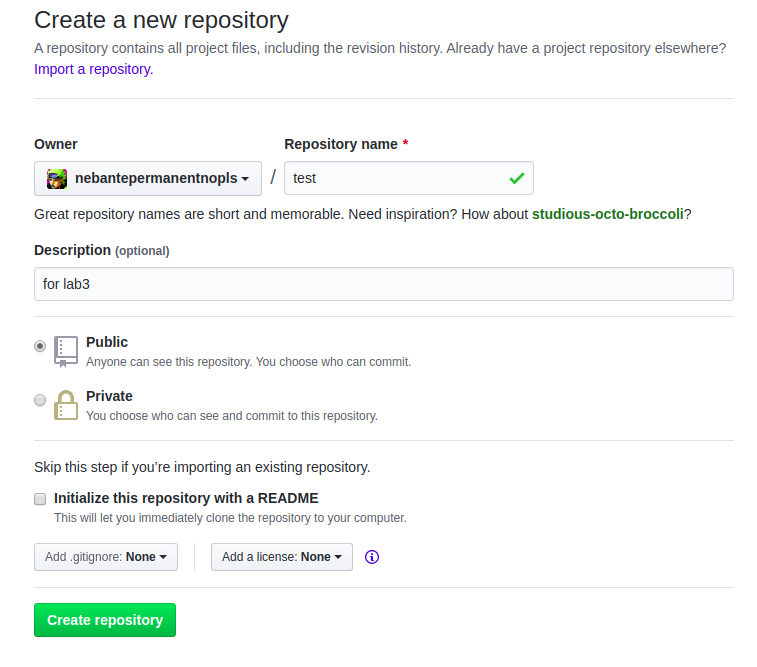 Create a new repository
A repository contains all project files, including the revision history. Already have a project repository elsewhere?
Import a repository.
Owner
Repository name *
nebantepermanentnopls / test
Great repository names are short and memorable. Need inspiration? How about studious-octo-broccoli?
Description (optional)
for lab3
Public
Anyone can see this repository. You choose who can commit.
Private
You choose who can see and commit to this repository.
Skip this step if you’re importing an existing repository.
Initialize this repository with a README
This will let you immediately clone the repository to your computer.
Add .gitignore: None
Add a license: None
Create repository